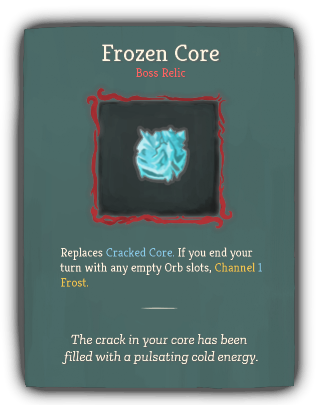 Frozen Core
Boss Relic
Replaces Cracked Core. If you end your
turn with any empty Orb slots, Channel 1
Frost.
The crack in your core has been
filled with a pulsating cold energy.